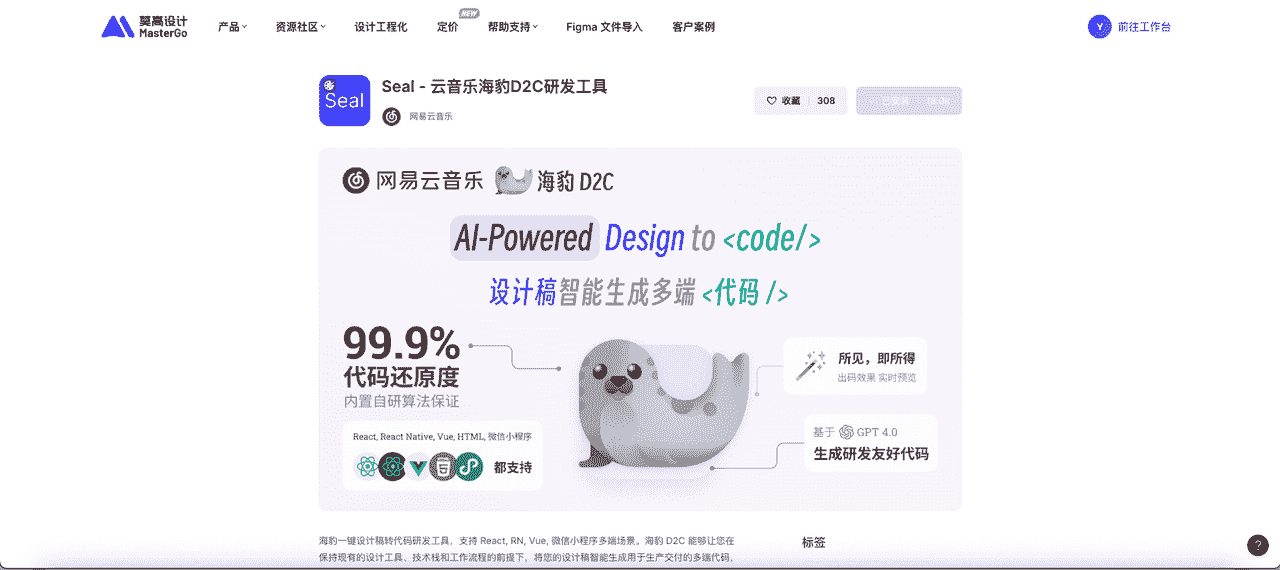 莫高设计
MasterGo
产品
资源社区
设计工程化
定价
NEW
帮助支持
Figma 文件导入
客户案例
Y
前往工作台
Seal
Seal - 云音乐海豹D2C研发工具
网易云音乐
收藏 308
网易云音乐 海豹 D2C
AI-Powered Design to <code/>
设计稿智能生成多端 <代码 />
99.9%
代码还原度
内置自研算法保证
所见，即所得
出码效果 实时预览
基于 GPT 4.0
生成研发友好代码
React, React Native, Vue, HTML, 微信小程序
都支持
海豹一键设计稿转代码研发工具，支持 React, RN, Vue, 微信小程序多端场景。海豹 D2C 能够让您在
保持现有的设计工具、技术栈和工作流程的前提下，将您的设计稿智能生成用于生产交付的多端代码。
标签
?